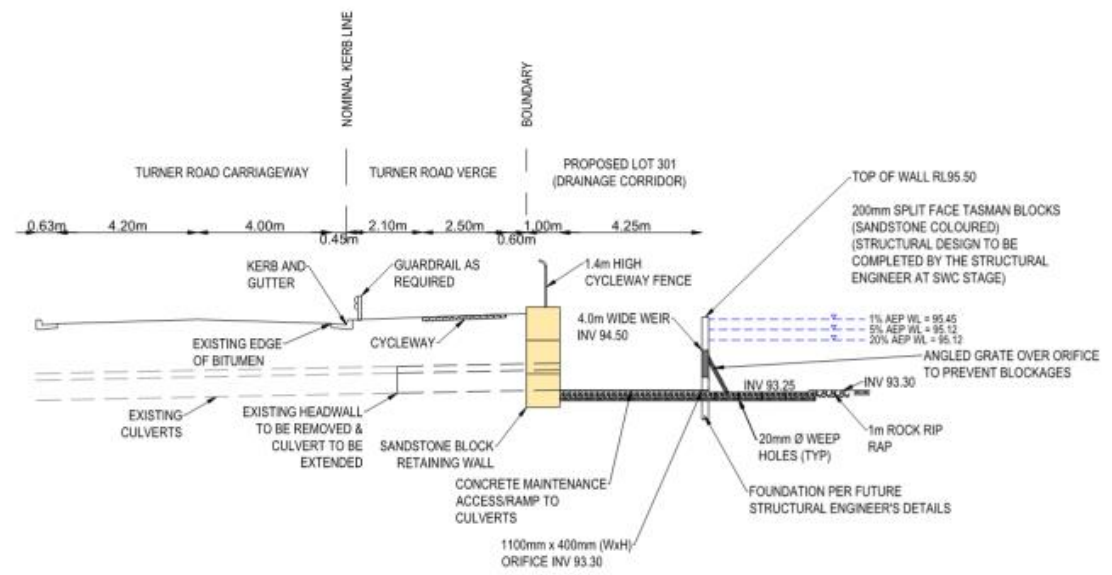 NOMINAL KERB LINE
BOUNDARY
TURNER ROAD CARRIAGEWAY
TURNER ROAD VERGE
PROPOSED LOT 301
(DRAINAGE CORRIDOR)
TOP OF WALL RL95.50
200mm SPLIT FACE TASMAN BLOCKS
(SANDSTONE COLOURED)
(STRUCTURAL DESIGN TO BE
COMPLETED BY THE STRUCTURAL
ENGINEER AT SWC STAGE)
0.63m
4.20m
4.00m
0.45m
2.10m
2.50m
0.60m
1.00m
4.25m
KERB AND
GUTTER
GUARDRAIL AS
REQUIRED
1.4m HIGH
CYCLEWAY FENCE
4.0m WIDE WEIR
INV 94.50
1% AEP WL = 95.45
5% AEP WL = 95.12
20% AEP WL = 95.12
EXISTING EDGE
OF BITUMEN
CYCLEWAY
ANGLED GRATE OVER ORIFICE
TO PREVENT BLOCKAGES
INV 93.25
INV 93.30
EXISTING
CULVERTS
EXISTING HEADWALL
TO BE REMOVED &
CULVERT TO BE
EXTENDED
SANDSTONE BLOCK
RETAINING WALL
20mm Ø WEEP
HOLES (TYP)
1m ROCK RIP
RAP
CONCRETE MAINTENANCE
ACCESS/RAMP TO
CULVERTS
FOUNDATION PER FUTURE
STRUCTURAL ENGINEER'S DETAILS
1100mm x 400mm (WxH)
ORIFICE INV 93.30